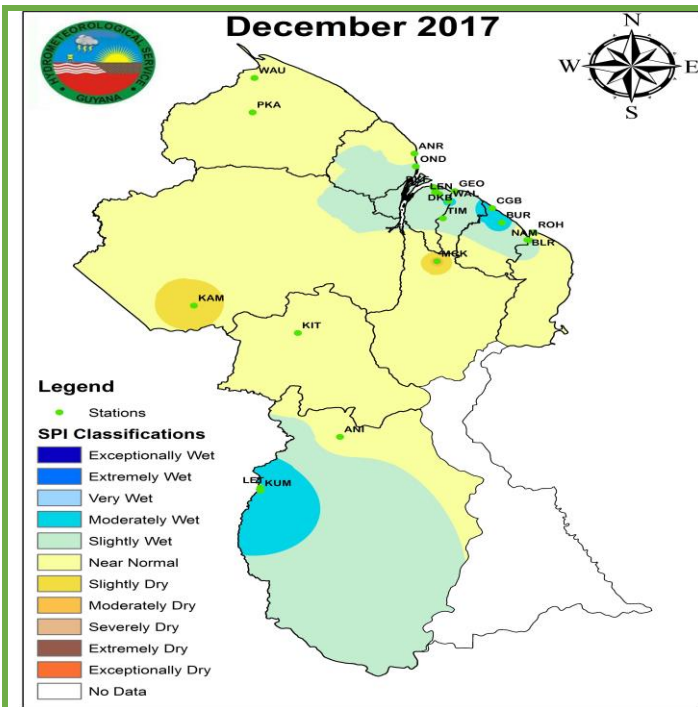 December 2017
HYDROMETEOROLOGICAL SERVICE
GUYANA
N
W
E
S
WAU
PKA
ANR
OND
LEN
GEO
WAI
DKB
CGB
TIM
BUR
ROH
NAM
BLR
MCK
KAM
KIT
ANI
LET
KUM
Legend
Stations
SPI Classifications
Exceptionally Wet
Extremely Wet
Very Wet
Moderately Wet
Slightly Wet
Near Normal
Slightly Dry
Moderately Dry
Severely Dry
Extremely Dry
Exceptionally Dry
No Data